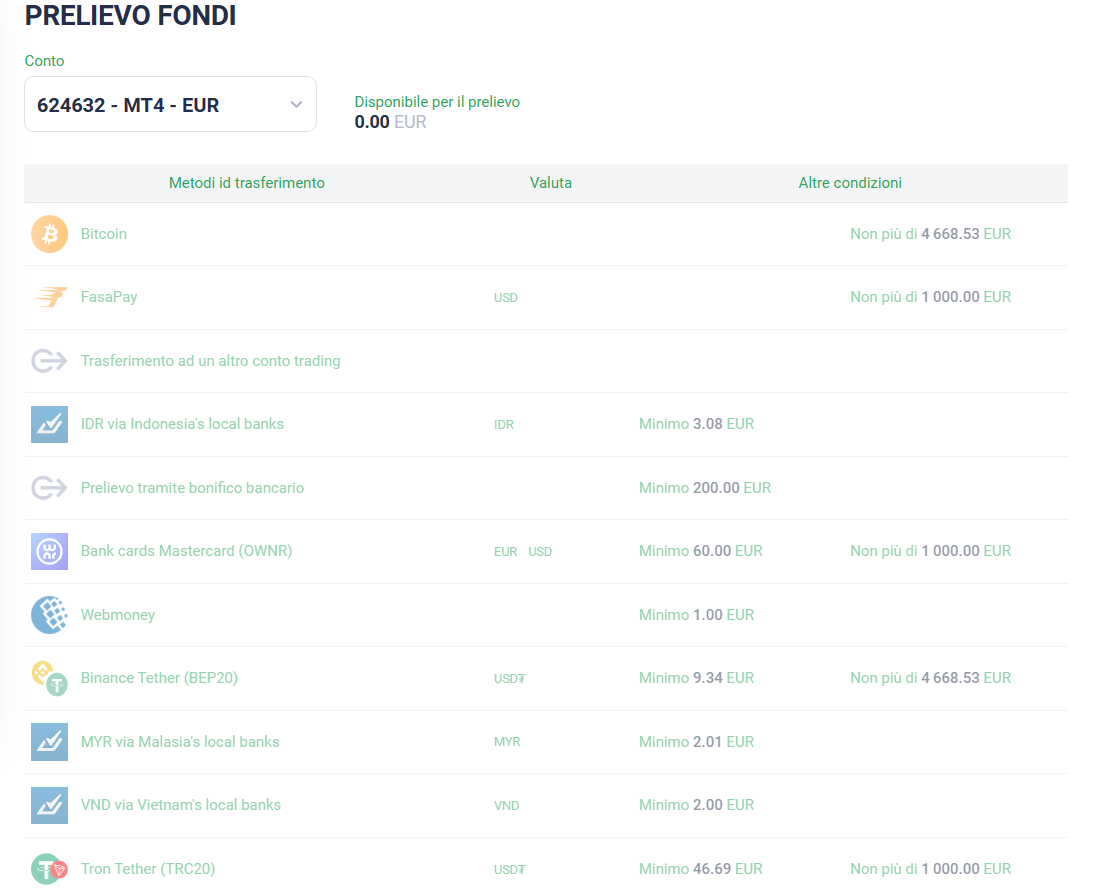 PRELIEVO FONDI
Conto
624632 - MT4 - EUR
Disponibile per il prelievo
0.00 EUR
Metodi id trasferimento Valuta Altre condizioni
Bitcoin Non più di 4 668.53 EUR
FasaPay USD Non più di 1 000.00 EUR
Trasferimento ad un altro conto trading
IDR via Indonesia's local banks IDR Minimo 3.08 EUR
Prelievo tramite bonifico bancario Minimo 200.00 EUR
Bank cards Mastercard (OWNR) EUR USD Minimo 60.00 EUR Non più di 1 000.00 EUR
Webmoney Minimo 1.00 EUR
Binance Tether (BEP20) USD₮ Minimo 9.34 EUR Non più di 4 668.53 EUR
MYR via Malasia's local banks MYR Minimo 2.01 EUR
VND via Vietnam's local banks VND Minimo 2.00 EUR
Tron Tether (TRC20) USD₮ Minimo 46.69 EUR Non più di 1 000.00 EUR